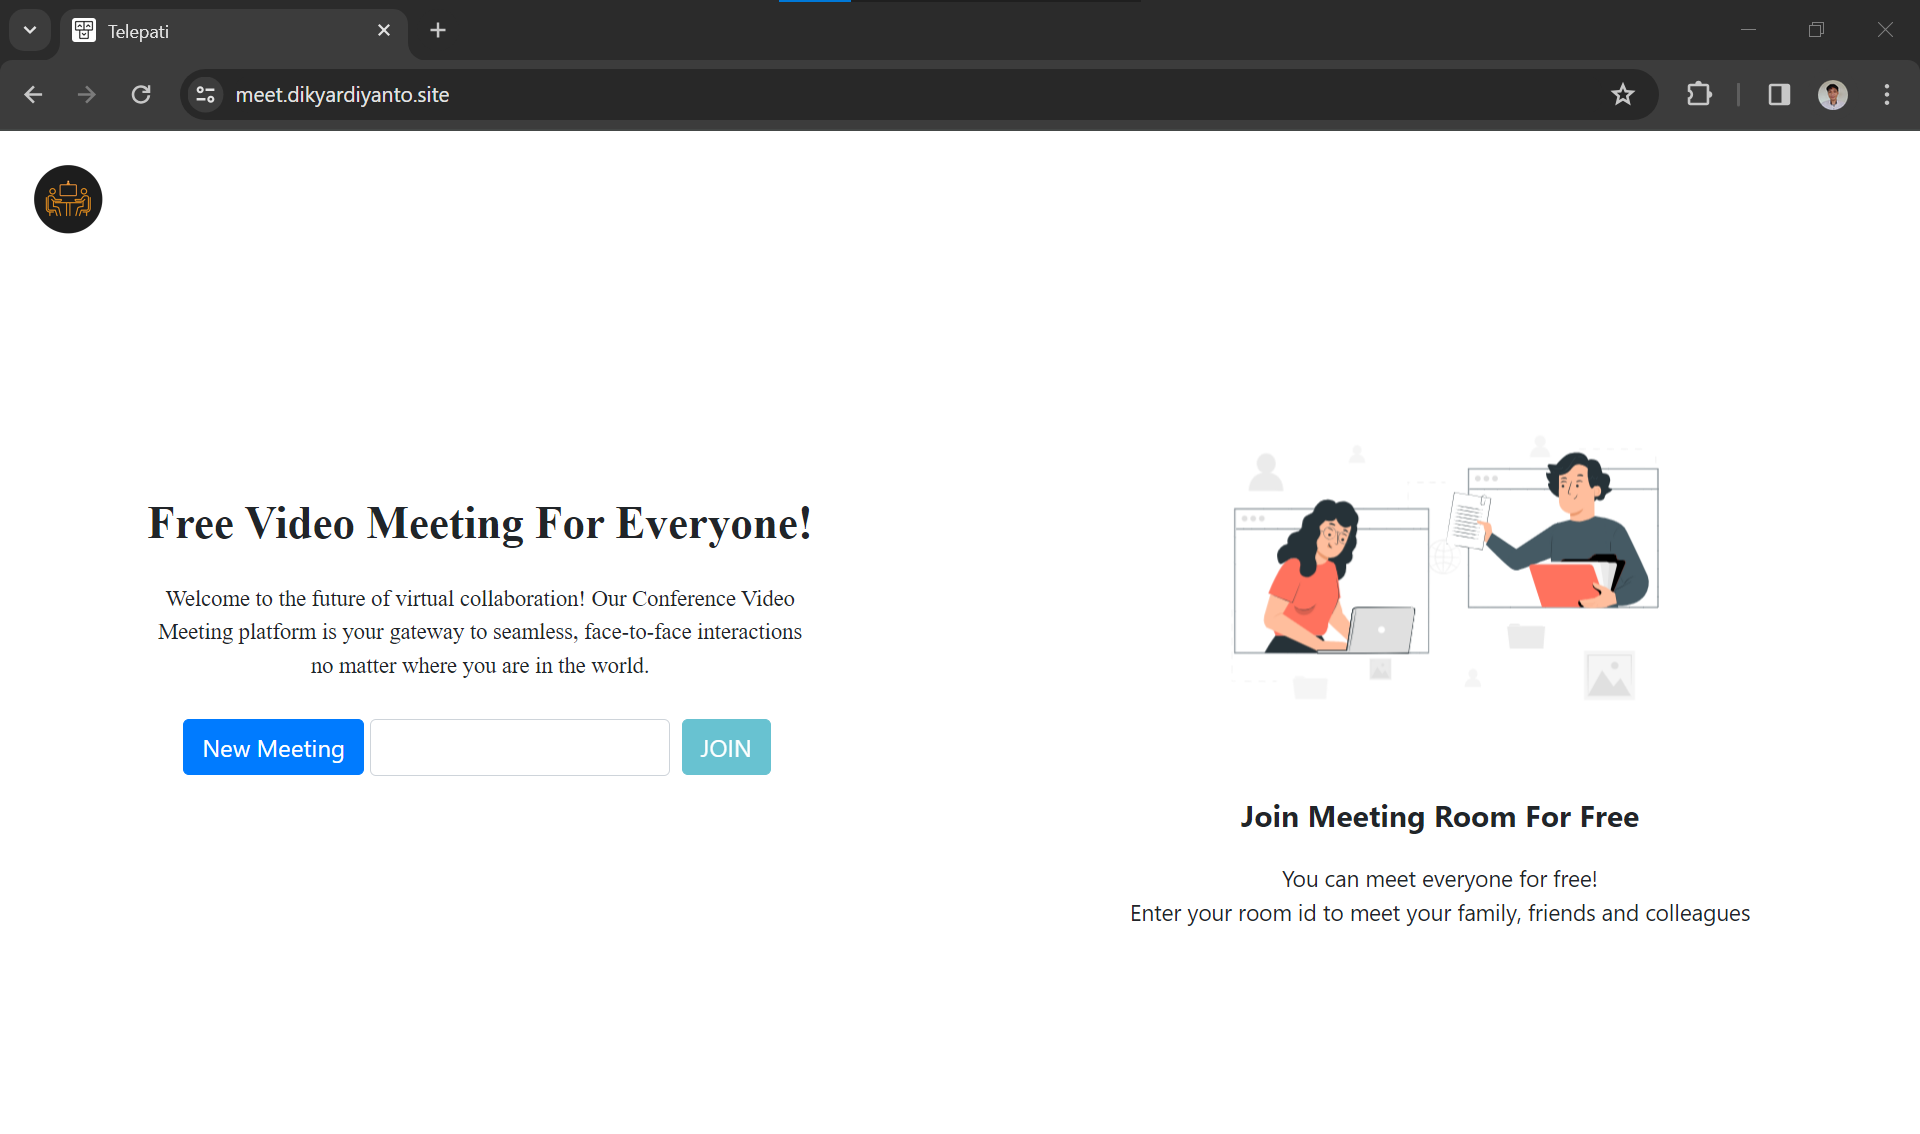 Telepati
meet.dikyardiyanto.site
Free Video Meeting For Everyone!
Welcome to the future of virtual collaboration! Our Conference Video
Meeting platform is your gateway to seamless, face-to-face interactions
no matter where you are in the world.
New Meeting
JOIN
Join Meeting Room For Free
You can meet everyone for free!
Enter your room id to meet your family, friends and colleagues